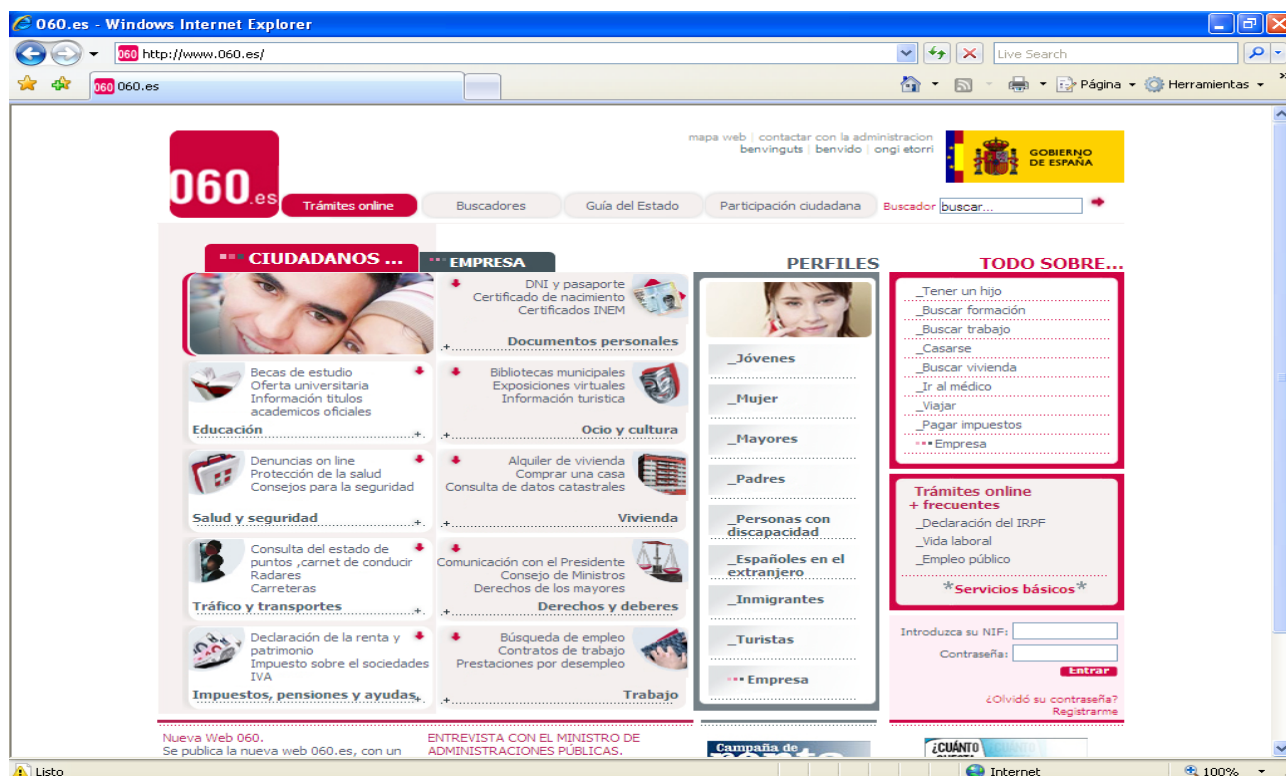 060.es - Windows Internet Explorer
060 http://www.060.es/
Live Search
060 060.es
Página
Herramientas
mapa web | contactar con la administracion
benvinguts | benvido | ongi etorri
GOBIERNO
DE ESPAÑA
060.es
Trámites online
Buscadores
Guía del Estado
Participación ciudadana
Buscador buscar...
CIUDADANOS ...
EMPRESA
DNI y pasaporte
Certificado de nacimiento
Certificados INEM
Documentos personales
Becas de estudio
Oferta universitaria
Información titulos
academicos oficiales
Educación
Bibliotecas municipales
Exposiciones virtuales
Información turistica
Ocio y cultura
Denuncias on line
Protección de la salud
Consejos para la seguridad
Salud y seguridad
Alquiler de vivienda
Comprar una casa
Consulta de datos catastrales
Vivienda
Consulta del estado de
puntos ,carnet de conducir
Radares
Carreteras
Tráfico y transportes
Comunicación con el Presidente
Consejo de Ministros
Derechos de los mayores
Derechos y deberes
Declaración de la renta y
patrimonio
Impuesto sobre el sociedades
IVA
Impuestos, pensiones y ayudas
Búsqueda de empleo
Contratos de trabajo
Prestaciones por desempleo
Trabajo
PERFILES
_Jóvenes
_Mujer
_Mayores
_Padres
_Personas con
discapacidad
_Españoles en el
extranjero
_Inmigrantes
_Turistas
Empresa
TODO SOBRE...
_Tener un hijo
_Buscar formación
_Buscar trabajo
_Casarse
_Buscar vivienda
_Ir al médico
_Viajar
_Pagar impuestos
Empresa
Trámites online
+ frecuentes
_Declaración del IRPF
_Vida laboral
_Empleo público
*Servicios básicos*
Introduzca su NIF:
Contraseña:
Entrar
¿Olvidó su contraseña?
Registrarme
Nueva Web 060.
Se publica la nueva web 060.es, con un
ENTREVISTA CON EL MINISTRO DE
ADMINISTRACIONES PÚBLICAS.
Campaña de
¿CUÁNTO
Listo
Internet
100%